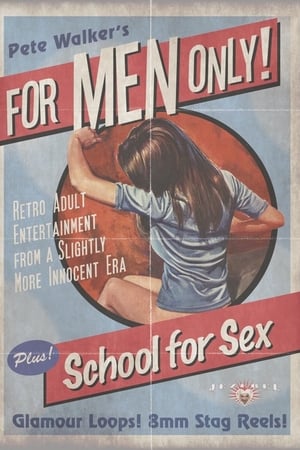 Pete Walker's
FOR MEN ONLY!
RETRO ADULT
ENTERTAINMENT
FROM A SLIGHTLY
MORE INNOCENT ERA
Plus!
School for Sex
JEZEBEL
Glamour Loops! 8mm Stag Reels!